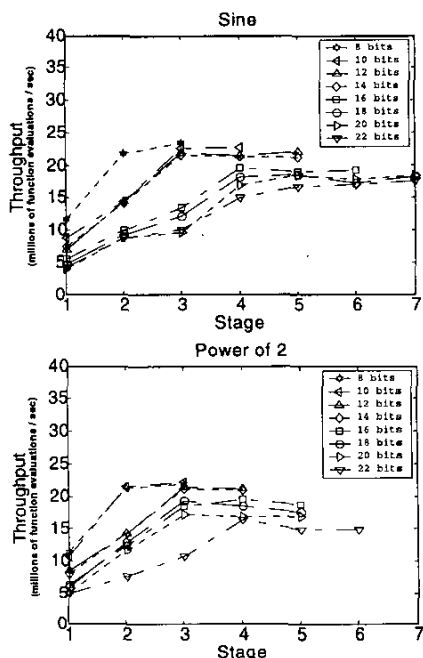 Sine
40
35
30
25
20
15
10
5
0
Throughput
(millions of function evaluations / sec)
8 bits
10 bits
12 bits
14 bits
16 bits
18 bits
20 bits
22 bits
1 2 3 4 5 6 7
Stage
Power of 2
40
35
30
25
20
15
10
5
0
Throughput
(millions of function evaluations / sec)
8 bits
10 bits
12 bits
14 bits
16 bits
18 bits
20 bits
22 bits
1 2 3 4 5 6 7
Stage